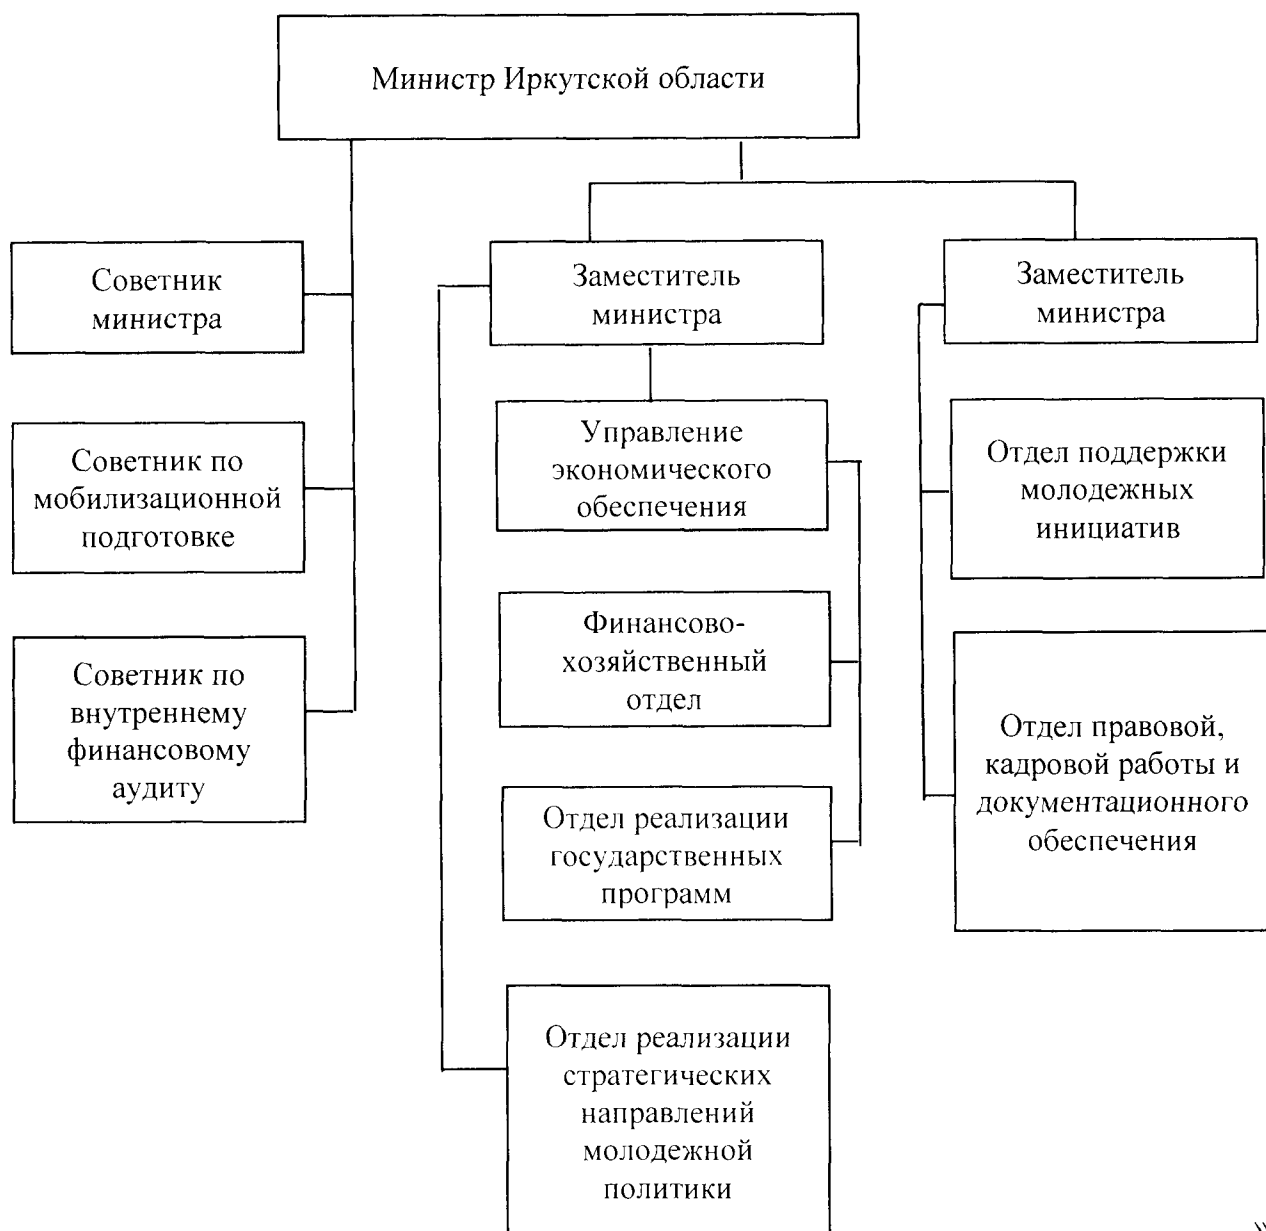 Министр Иркутской области
Советник
министра
Советник по
мобилизационной
подготовке
Советник по
внутреннему
финансовому
аудиту
Заместитель
министра
Управление
экономического
обеспечения
Финансово-
хозяйственный
отдел
Отдел реализации
государственных
программ
Отдел реализации
стратегических
направлений
молодежной
политики
Заместитель
министра
Отдел поддержки
молодежных
инициатив
Отдел правовой,
кадровой работы и
документационного
обеспечения
»